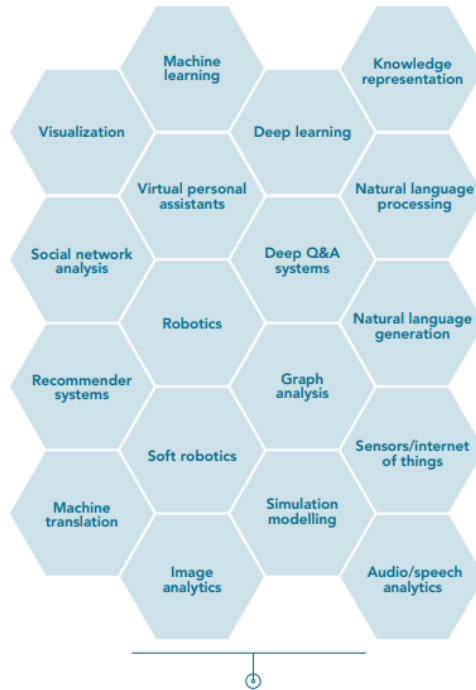 Machine
learning
Knowledge
representation
Visualization
Deep learning
Virtual personal
assistants
Natural language
processing
Social network
analysis
Deep Q&A
systems
Robotics
Natural language
generation
Recommender
systems
Graph
analysis
Soft robotics
Sensors/internet
of things
Machine
translation
Simulation
modelling
Image
analytics
Audio/speech
analytics